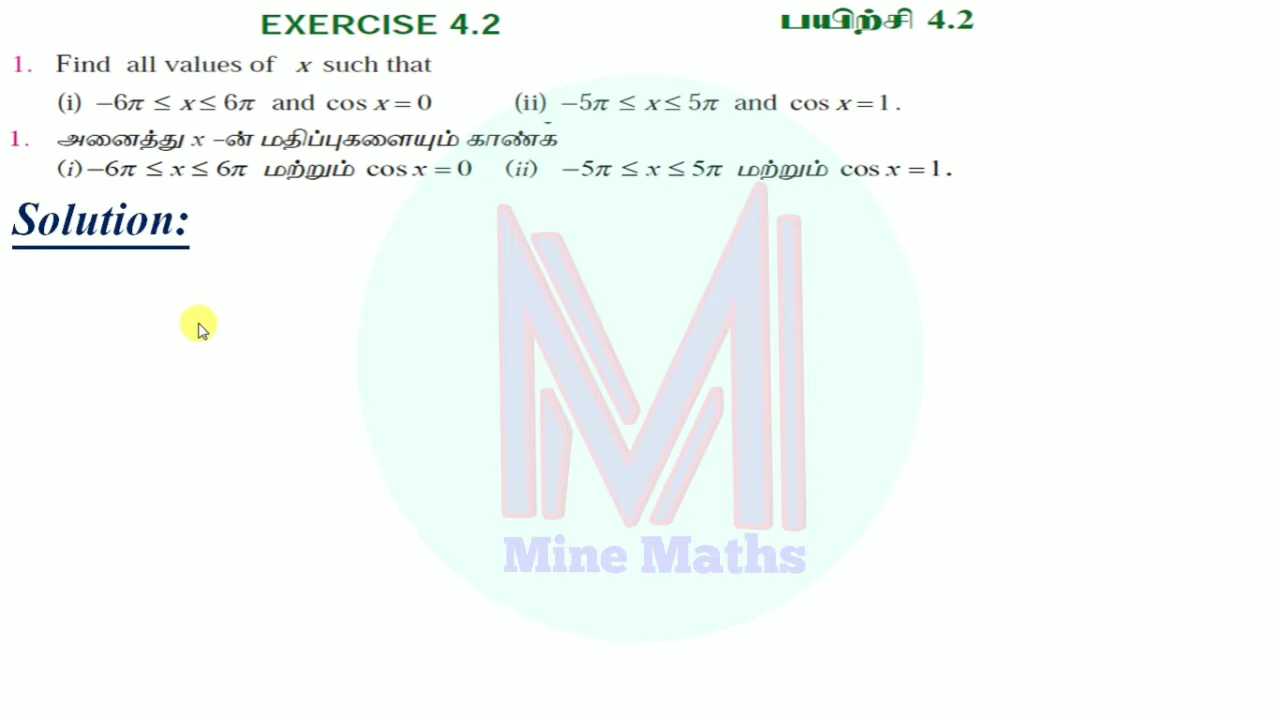 EXERCISE 4.2 பயிற்சி 4.2
1. Find all values of x such that
(i) −6π ≤ x ≤ 6π and cos x = 0 (ii) −5π ≤ x ≤ 5π and cos x = 1.
1. அனைத்து x −ன் மதிப்புகளையும் காண்க
(i) −6π ≤ x ≤ 6π மற்றும் cos x = 0 (ii) −5π ≤ x ≤ 5π மற்றும் cos x = 1.
Solution:
Mine Maths